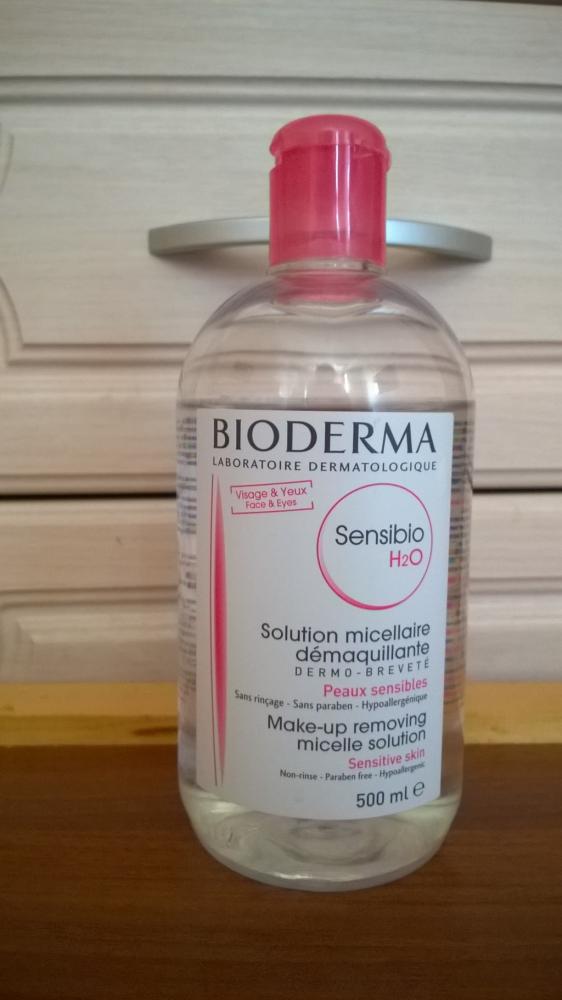 BIODERMA
LABORATOIRE DERMATOLOGIQUE
Visage & Yeux
Face & Eyes
Sensibio
H2O
Solution micellaire
démaquillante
DERMO-BREVETÉ
Peaux sensibles
Sans rinçage - Sans paraben - Hypoallergénique
Make-up removing
micelle solution
Sensitive skin
Non-rinse - Paraben free - Hypoallergenic
500 ml ℮